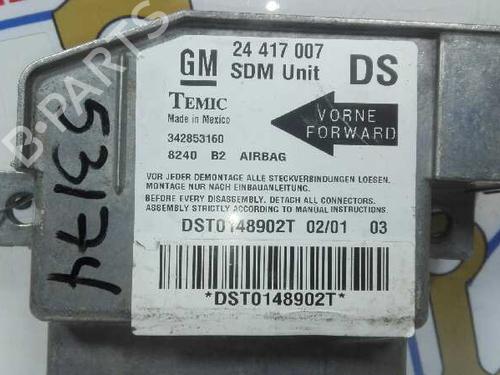 GM
24 417 007
SDM Unit
DS
TEMIC
Made in Mexico
342853160
8240 B2 AIRBAG
VORNE
FORWARD
VOR JEDER DEMONTAGE ALLE STECKVERBINDUNGEN LOESEN.
MONTAGE NUR NACH EINBAUANLEITUNG.
BEFORE EVERY DISASSEMBLY, DETACH ALL CONNECTORS.
ASSEMBLY STRICTLY ACCORDING TO MANUAL INSTRUCTIONS.
DST0148902T 02/01 03
*DST0148902T*
53174
B-PARTS